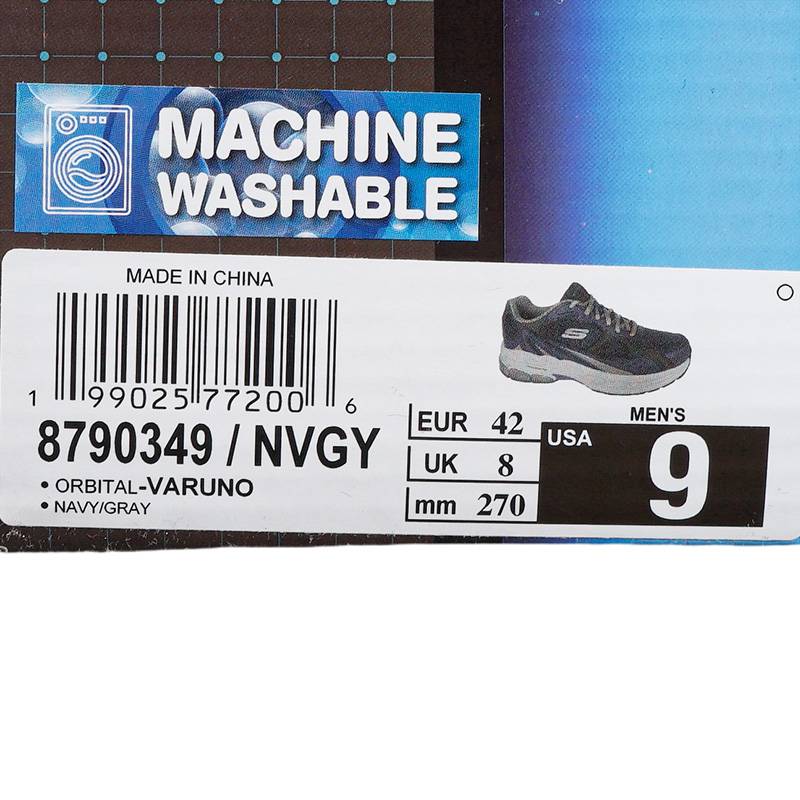 MACHINE
WASHABLE
MADE IN CHINA
1 99025 77200 6
8790349 / NVGY
• ORBITAL-VARUNO
• NAVY/GRAY
EUR 42
UK 8
mm 270
MEN'S
USA 9